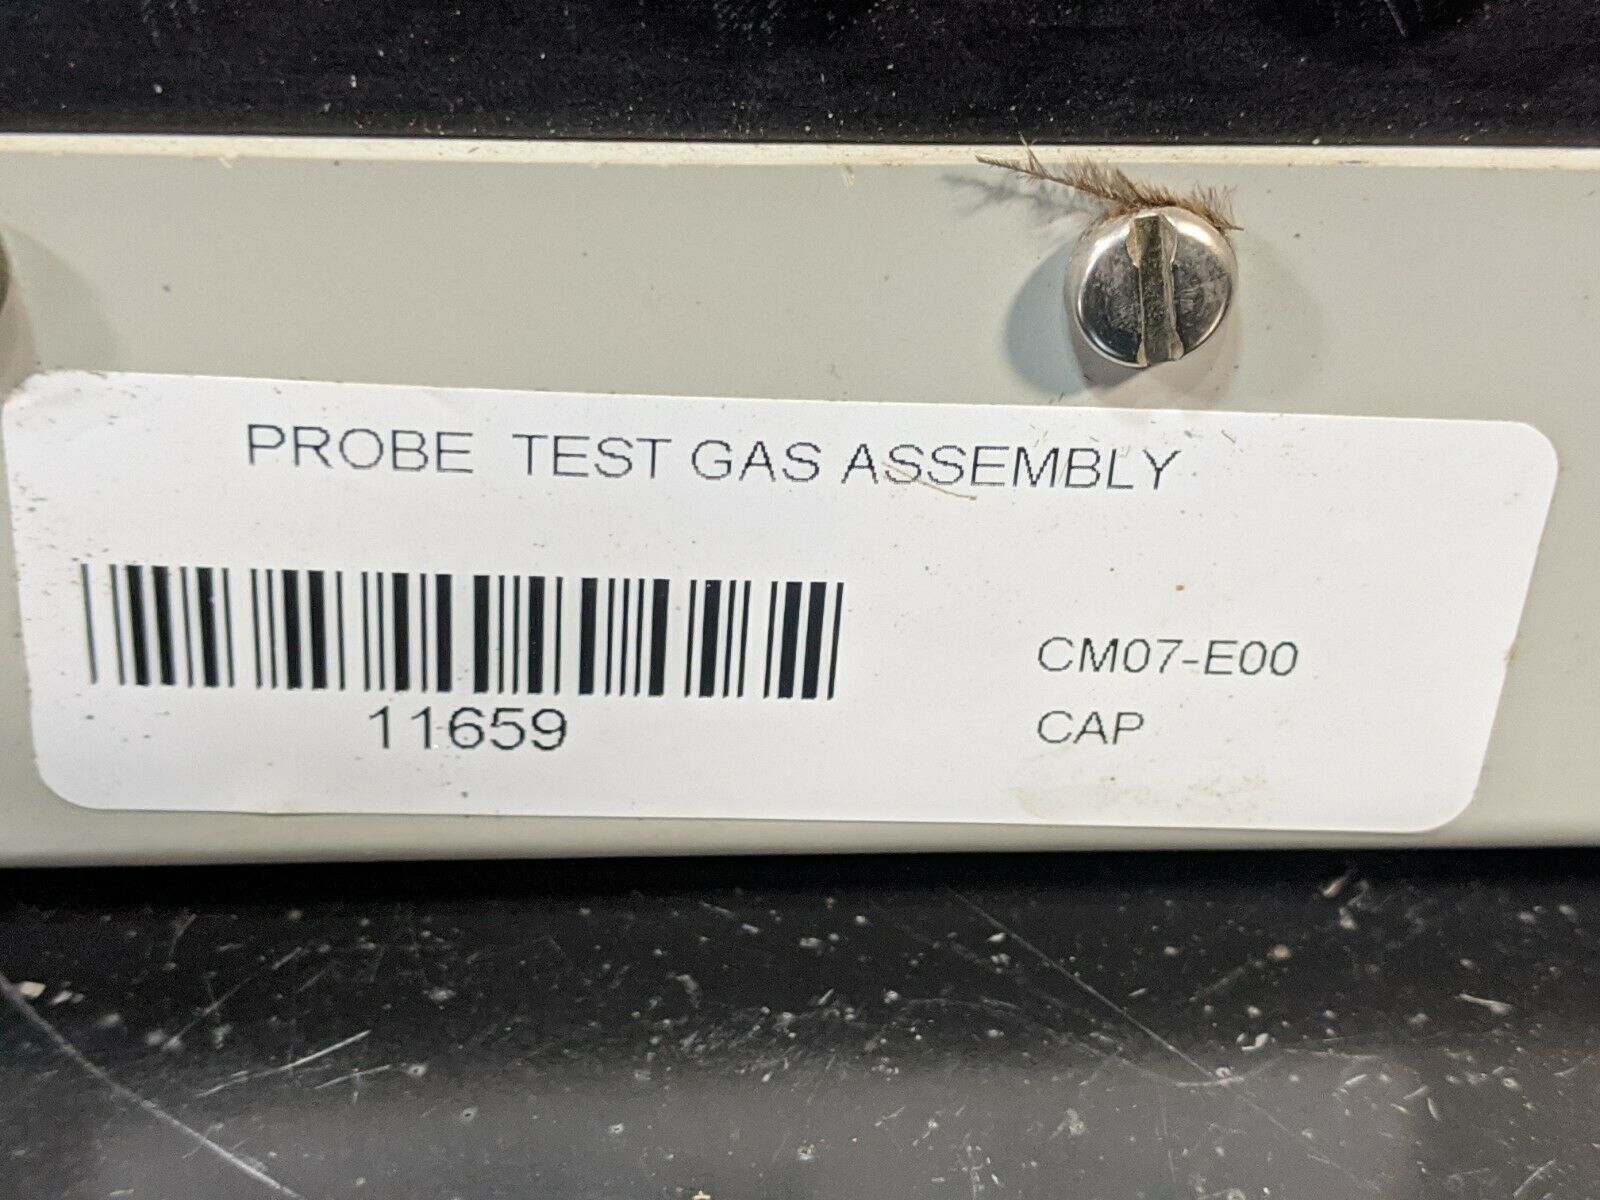 PROBE TEST GAS ASSEMBLY
11659
CM07-E00
CAP